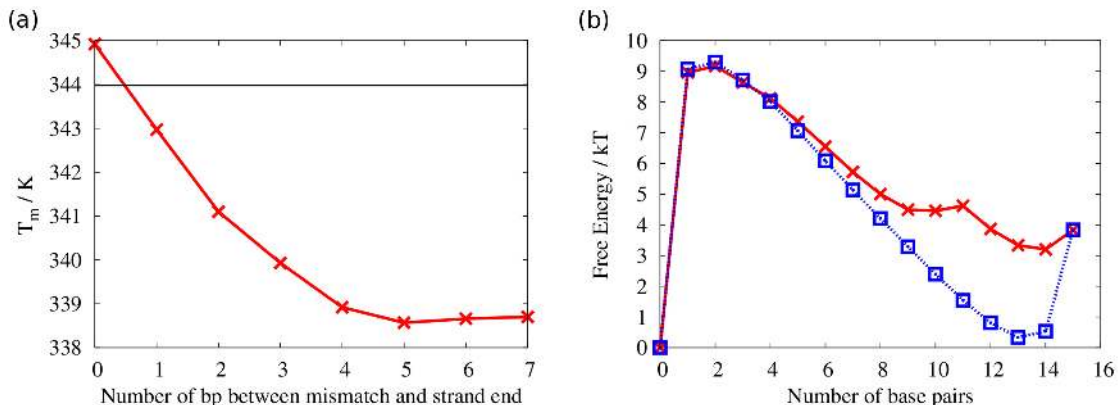 (a)
345
344
343
342
341
340
339
338
T_m / K
0 1 2 3 4 5 6 7
Number of bp between mismatch and strand end
(b)
10
9
8
7
6
5
4
3
2
1
0
Free Energy / kT
0 2 4 6 8 10 12 14 16
Number of base pairs